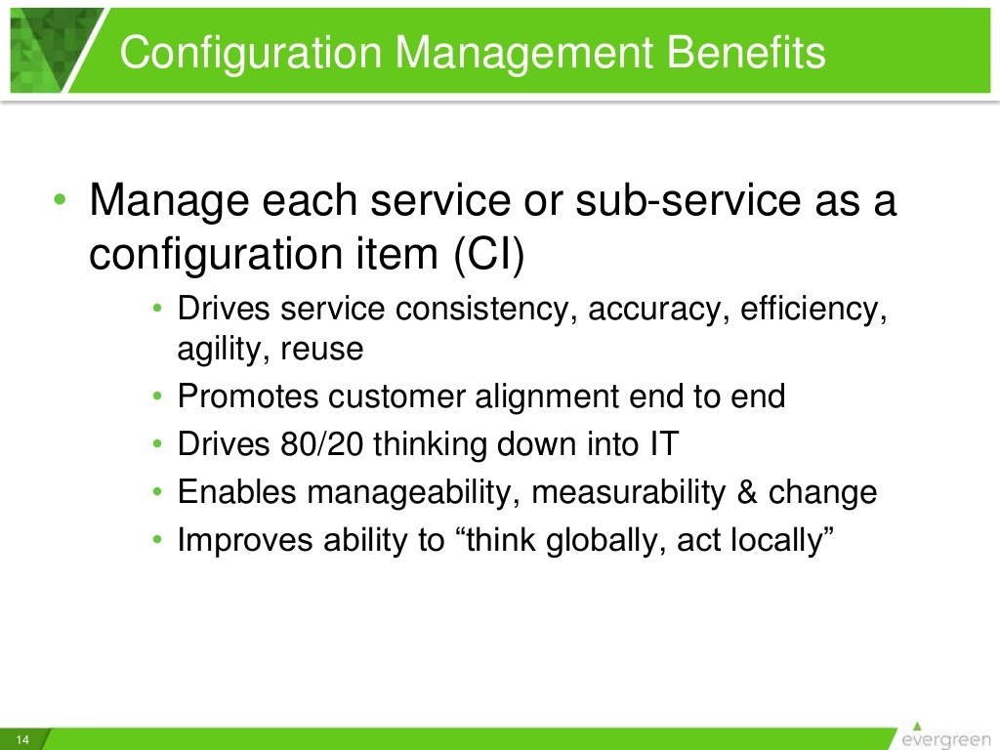 Configuration Management Benefits
• Manage each service or sub-service as a
configuration item (CI)
• Drives service consistency, accuracy, efficiency,
agility, reuse
• Promotes customer alignment end to end
• Drives 80/20 thinking down into IT
• Enables manageability, measurability & change
• Improves ability to “think globally, act locally”
14
evergreen